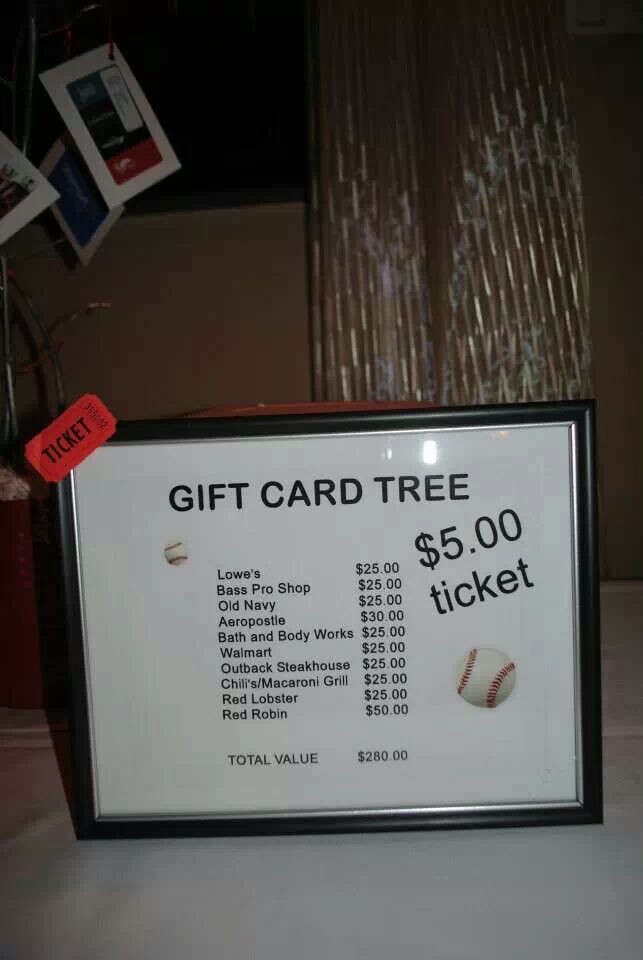 TICKET
GIFT CARD TREE
$5.00
ticket
Lowe's $25.00
Bass Pro Shop $25.00
Old Navy $25.00
Aeropostle $30.00
Bath and Body Works $25.00
Walmart $25.00
Outback Steakhouse $25.00
Chili's/Macaroni Grill $25.00
Red Lobster $25.00
Red Robin $50.00
TOTAL VALUE $280.00